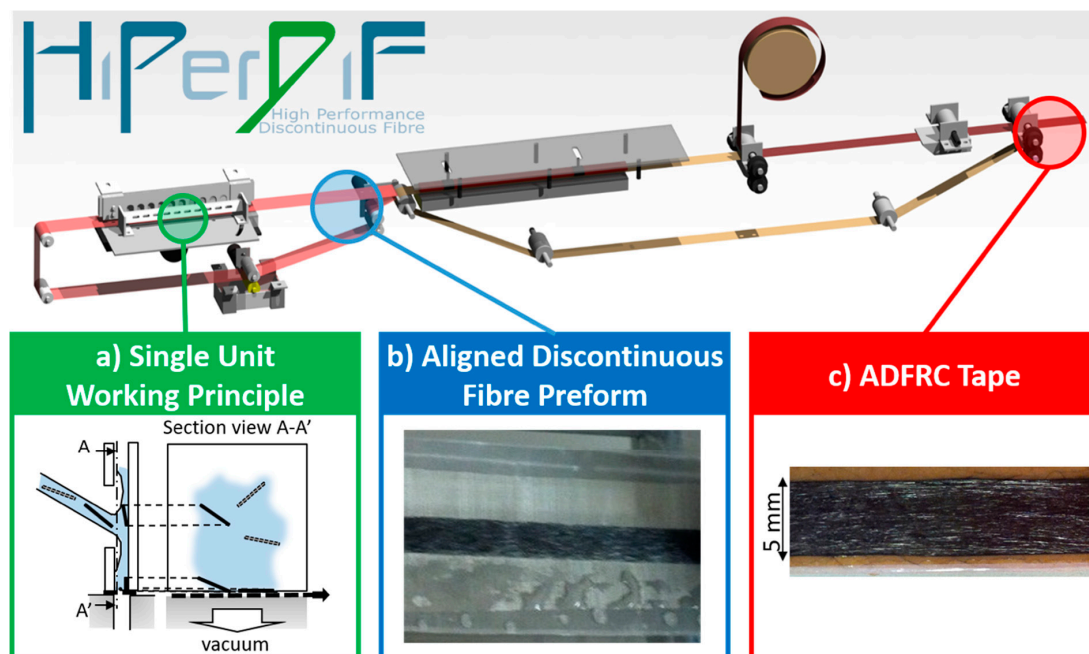 HiPerDiF
High Performance
Discontinuous Fibre
a) Single Unit
Working Principle
Section view A-A’
A
A’
vacuum
b) Aligned Discontinuous
Fibre Preform
c) ADFRC Tape
5 mm